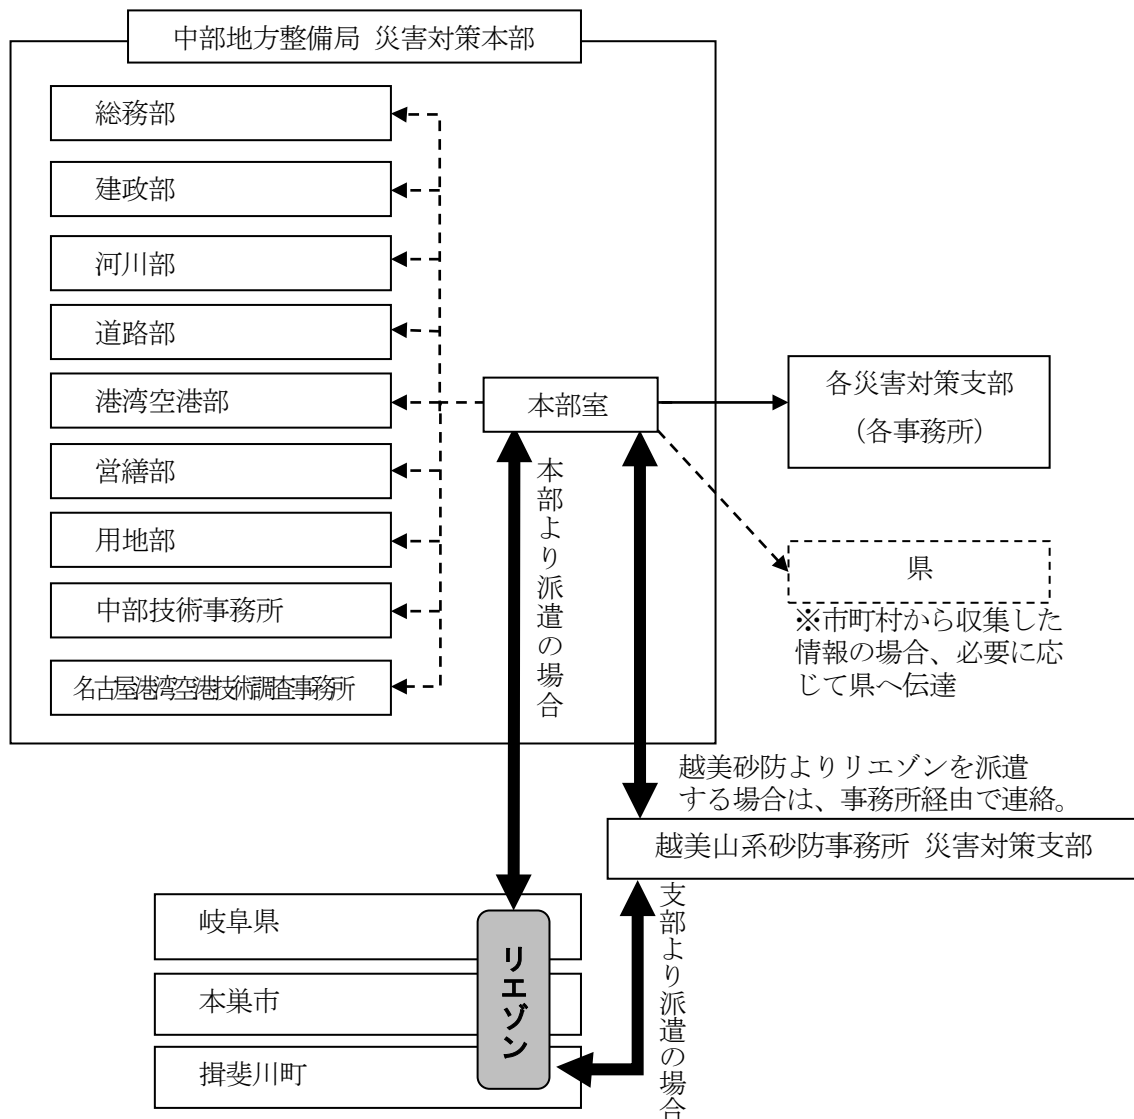 中部地方整備局 災害対策本部
総務部
建政部
河川部
道路部
港湾空港部
営繕部
用地部
中部技術事務所
名古屋港湾空港技術調査事務所
本部室
各災害対策支部
（各事務所）
県
※市町村から収集した
情報の場合、必要に応
じて県へ伝達
本部より派遣の場合
越美砂防よりリエゾンを派遣
する場合は、事務所経由で連絡。
越美山系砂防事務所 災害対策支部
支部より派遣の場合
岐阜県
本巣市
揖斐川町
リエゾン